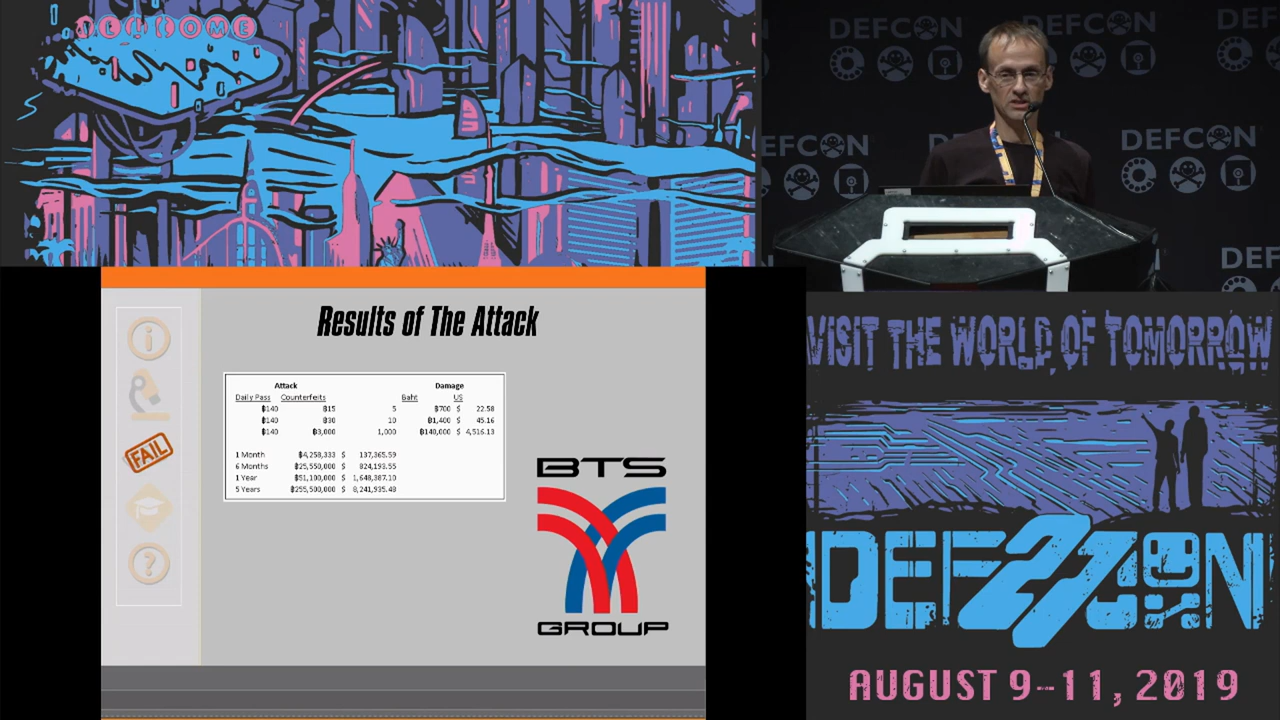 WELCOME
DEFCON
DEFCON
DEFCON
DEFCON
Results of The Attack
Attack Damage
Daily Pass Counterfeits Baht US
฿140 ฿15 5 ฿700 $ 22.58
฿140 ฿30 10 ฿1,400 $ 45.16
฿140 ฿3,000 1,000 ฿140,000 $ 4,516.13
1 Month ฿4,258,333 $ 137,365.59
6 Months ฿25,550,000 $ 824,193.55
1 Year ฿51,100,000 $ 1,648,387.10
5 Years ฿255,500,000 $ 8,241,935.48
FAIL
BTS
GROUP
VISIT THE WORLD OF TOMORROW
DEF27CON
AUGUST 9-11, 2019